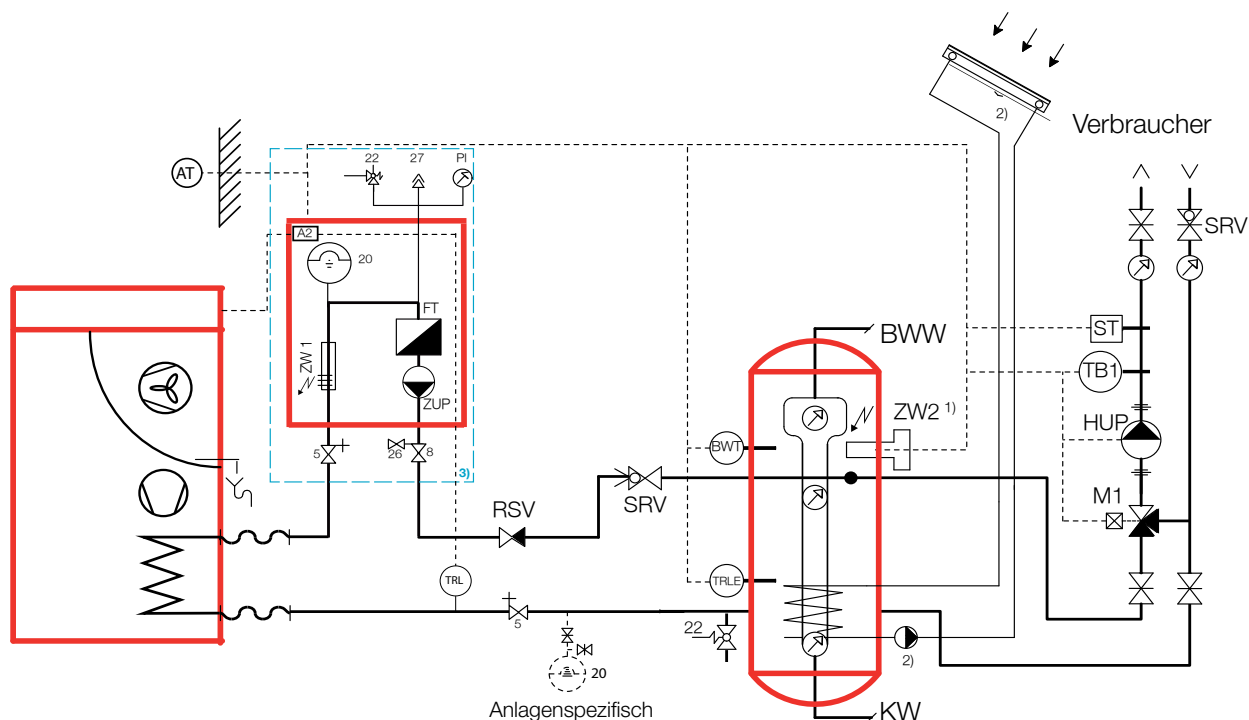 2)
Verbraucher
22
27
PI
AT
SRV
A2
20
FT
ST
BWW
ZW 1
TB1
ZUP
ZW2 1)
HUP
BWT
5
26
8
3)
SRV
M1
RSV
TRL
TRLE
5
22
2)
20
Anlagenspezifisch
KW